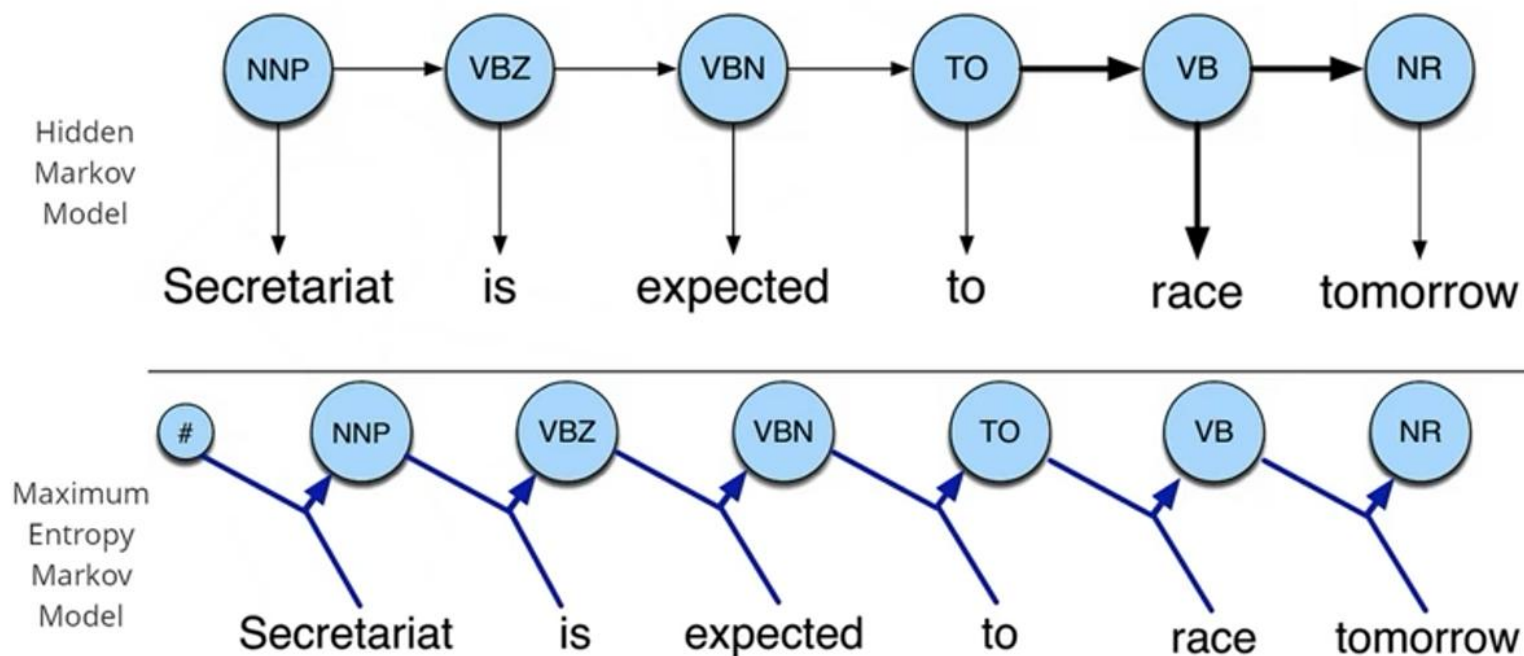 NNP VBZ VBN TO VB NR
Hidden
Markov
Model
Secretariat is expected to race tomorrow
# NNP VBZ VBN TO VB NR
Maximum
Entropy
Markov
Model
Secretariat is expected to race tomorrow